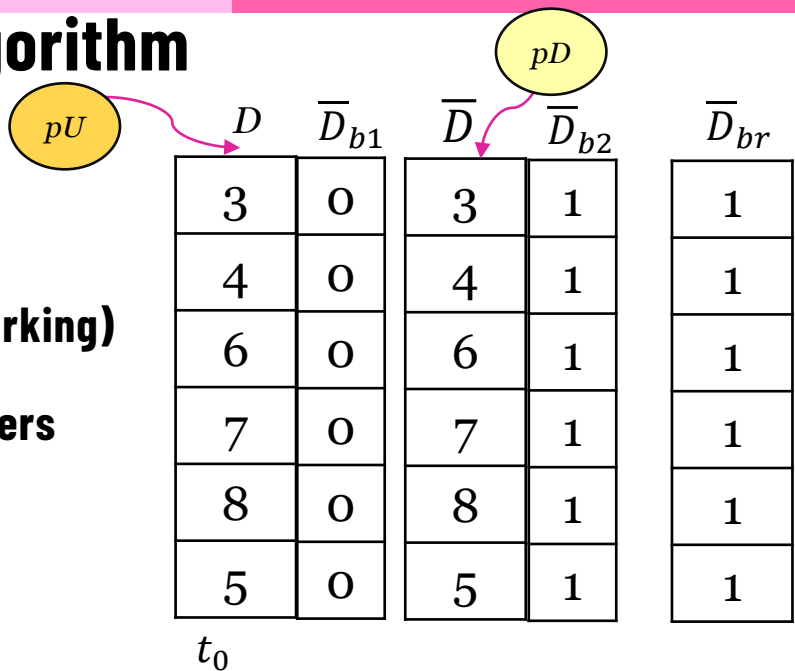 gorithm
pU
pD
D D̅b1 D̅ D̅b2 D̅br
3 0 3 1 1
4 0 4 1 1
rking)
6 0 6 1 1
ers
7 0 7 1 1
8 0 8 1 1
5 0 5 1 1
t0